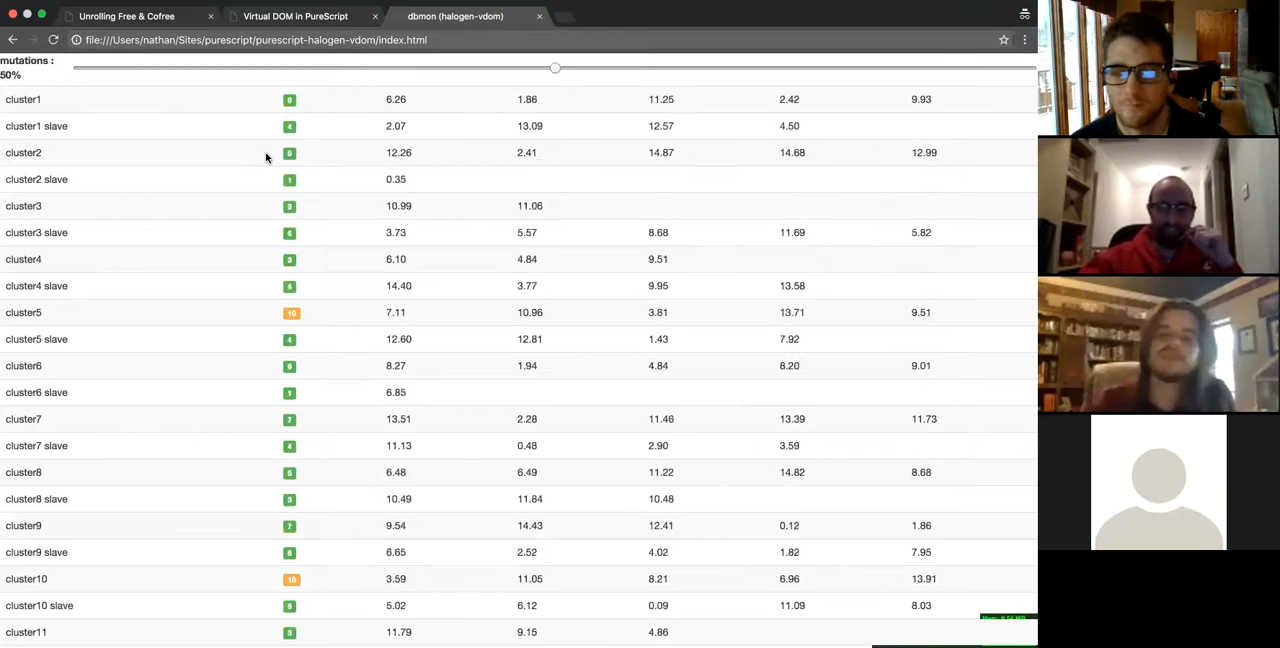 Unrolling Free & Cofree
Virtual DOM in PureScript
dbmon (halogen-vdom)
file:///Users/nathan/Sites/purescript/purescript-halogen-vdom/index.html
mutations :
50%
cluster1 9 6.26 1.86 11.25 2.42 9.93
cluster1 slave 4 2.07 13.09 12.57 4.50
cluster2 6 12.26 2.41 14.87 14.68 12.99
cluster2 slave 1 0.35
cluster3 10.99 11.06
cluster3 slave 3.73 5.57 8.68 11.69 5.82
cluster4 3 6.10 4.84 9.51
cluster4 slave 14.40 3.77 9.95 13.58
cluster5 10 7.11 10.96 3.81 13.71 9.51
cluster5 slave 4 12.60 12.81 1.43 7.92
cluster6 8.27 1.94 4.84 8.20 9.01
cluster6 slave 1 6.85
cluster7 7 13.51 2.28 11.46 13.39 11.73
cluster7 slave 4 11.13 0.48 2.90 3.59
cluster8 6.48 6.49 11.22 14.82 8.68
cluster8 slave 3 10.49 11.84 10.48
cluster9 7 9.54 14.43 12.41 0.12 1.86
cluster9 slave 6.65 2.52 4.02 1.82 7.95
cluster10 10 3.59 11.05 8.21 6.96 13.91
cluster10 slave 5.02 6.12 0.09 11.09 8.03
cluster11 3 11.79 9.15 4.86